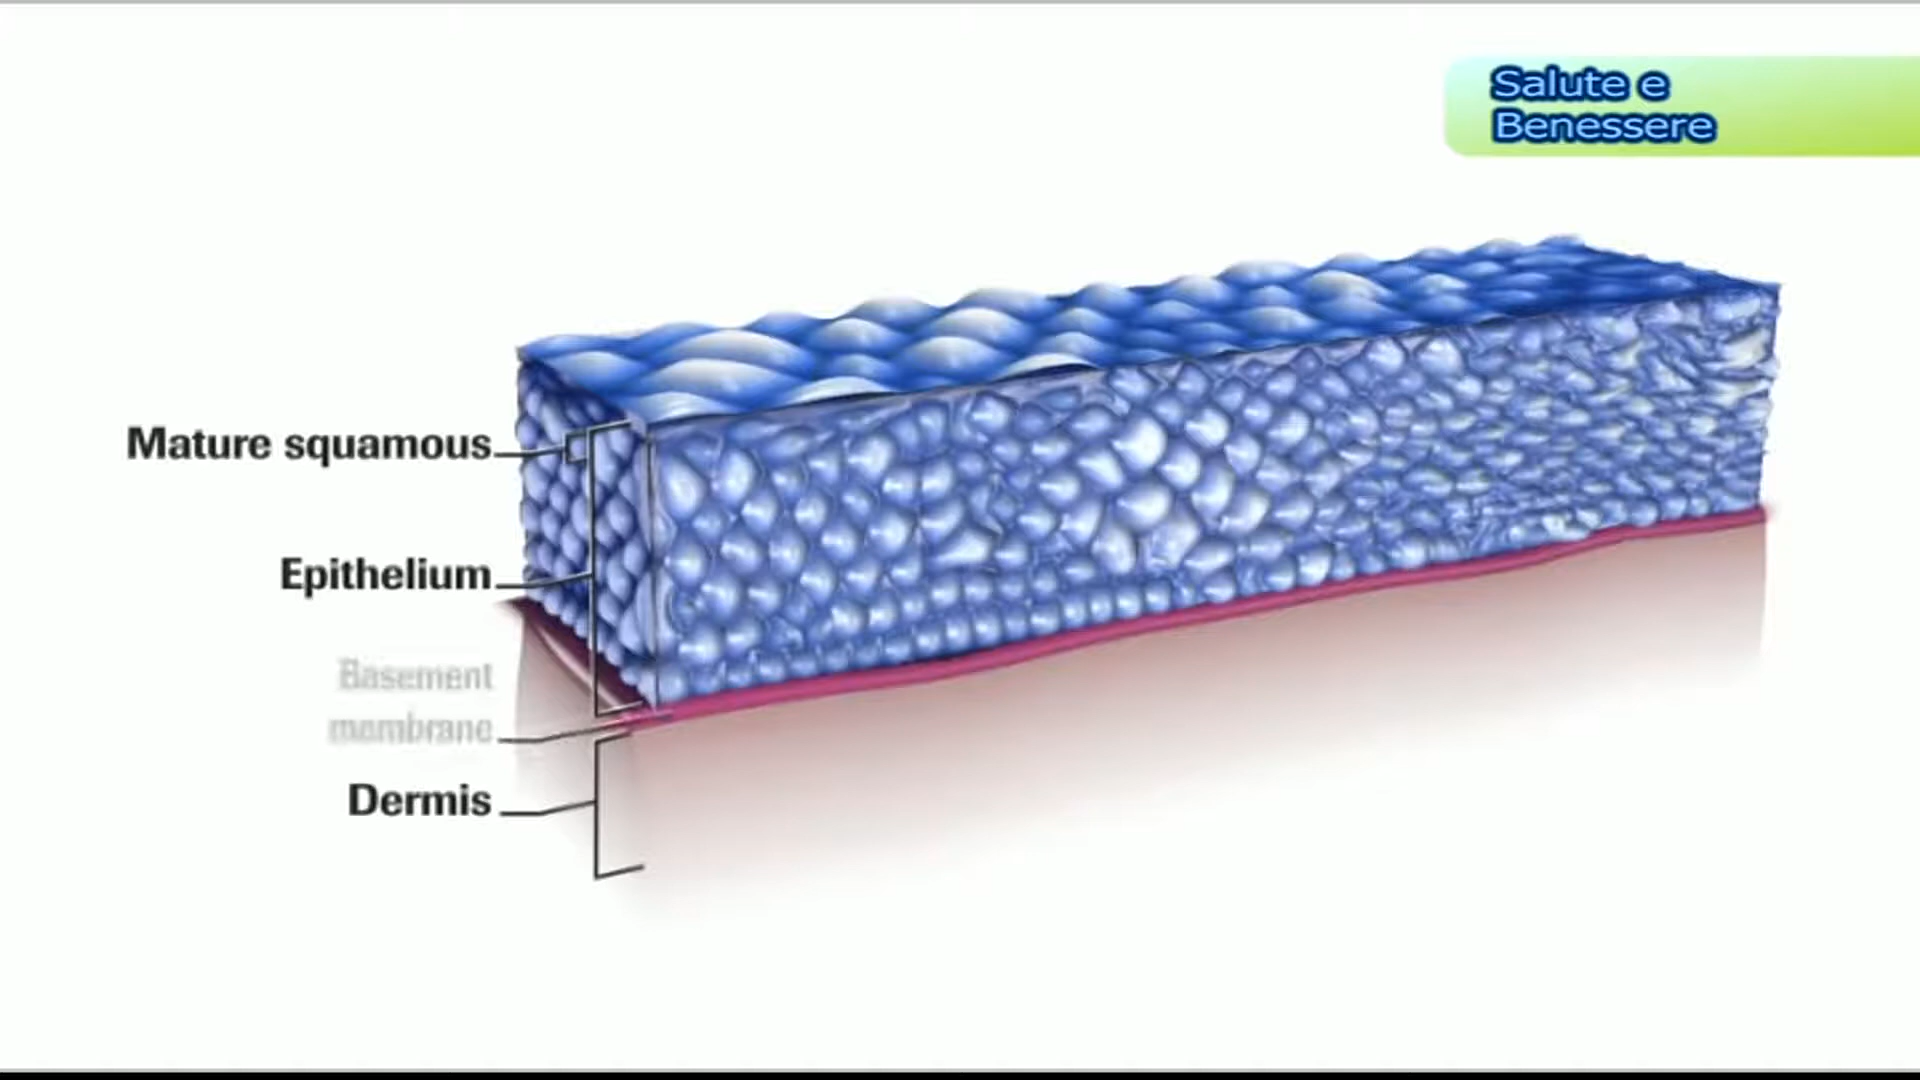 Salute e
Benessere
Mature squamous
Epithelium
Basement
membrane
Dermis